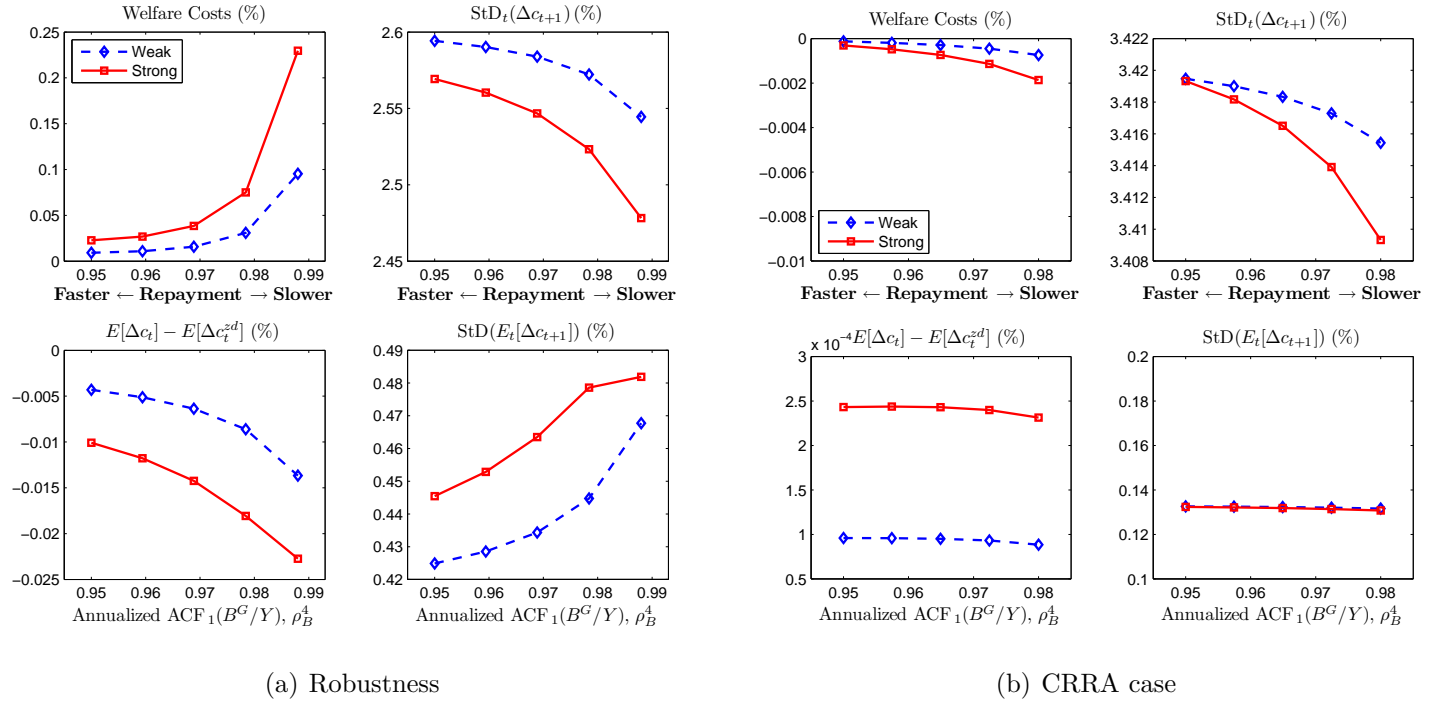 Welfare Costs (%)
0.25
0.2
0.15
0.1
0.05
0
Weak
Strong
0.95 0.96 0.97 0.98 0.99
Faster ← Repayment → Slower
StD_t(Δc_{t+1}) (%)
2.6
2.55
2.5
2.45
0.95 0.96 0.97 0.98 0.99
Faster ← Repayment → Slower
E[Δc_t] − E[Δc_t^{zd}] (%)
0
−0.005
−0.01
−0.015
−0.02
−0.025
0.95 0.96 0.97 0.98 0.99
Annualized ACF_1(B^G/Y), ρ_B^4
StD(E_t[Δc_{t+1}]) (%)
0.49
0.48
0.47
0.46
0.45
0.44
0.43
0.42
0.95 0.96 0.97 0.98 0.99
Annualized ACF_1(B^G/Y), ρ_B^4
(a) Robustness
Welfare Costs (%)
0
−0.002
−0.004
−0.006
−0.008
−0.01
Weak
Strong
0.95 0.96 0.97 0.98
Faster ← Repayment → Slower
StD_t(Δc_{t+1}) (%)
3.422
3.42
3.418
3.416
3.414
3.412
3.41
3.408
0.95 0.96 0.97 0.98
Faster ← Repayment → Slower
x 10^{−4} E[Δc_t] − E[Δc_t^{zd}] (%)
3
2.5
2
1.5
1
0.5
0.95 0.96 0.97 0.98
Annualized ACF_1(B^G/Y), ρ_B^4
StD(E_t[Δc_{t+1}]) (%)
0.2
0.18
0.16
0.14
0.12
0.1
0.95 0.96 0.97 0.98
Annualized ACF_1(B^G/Y), ρ_B^4
(b) CRRA case